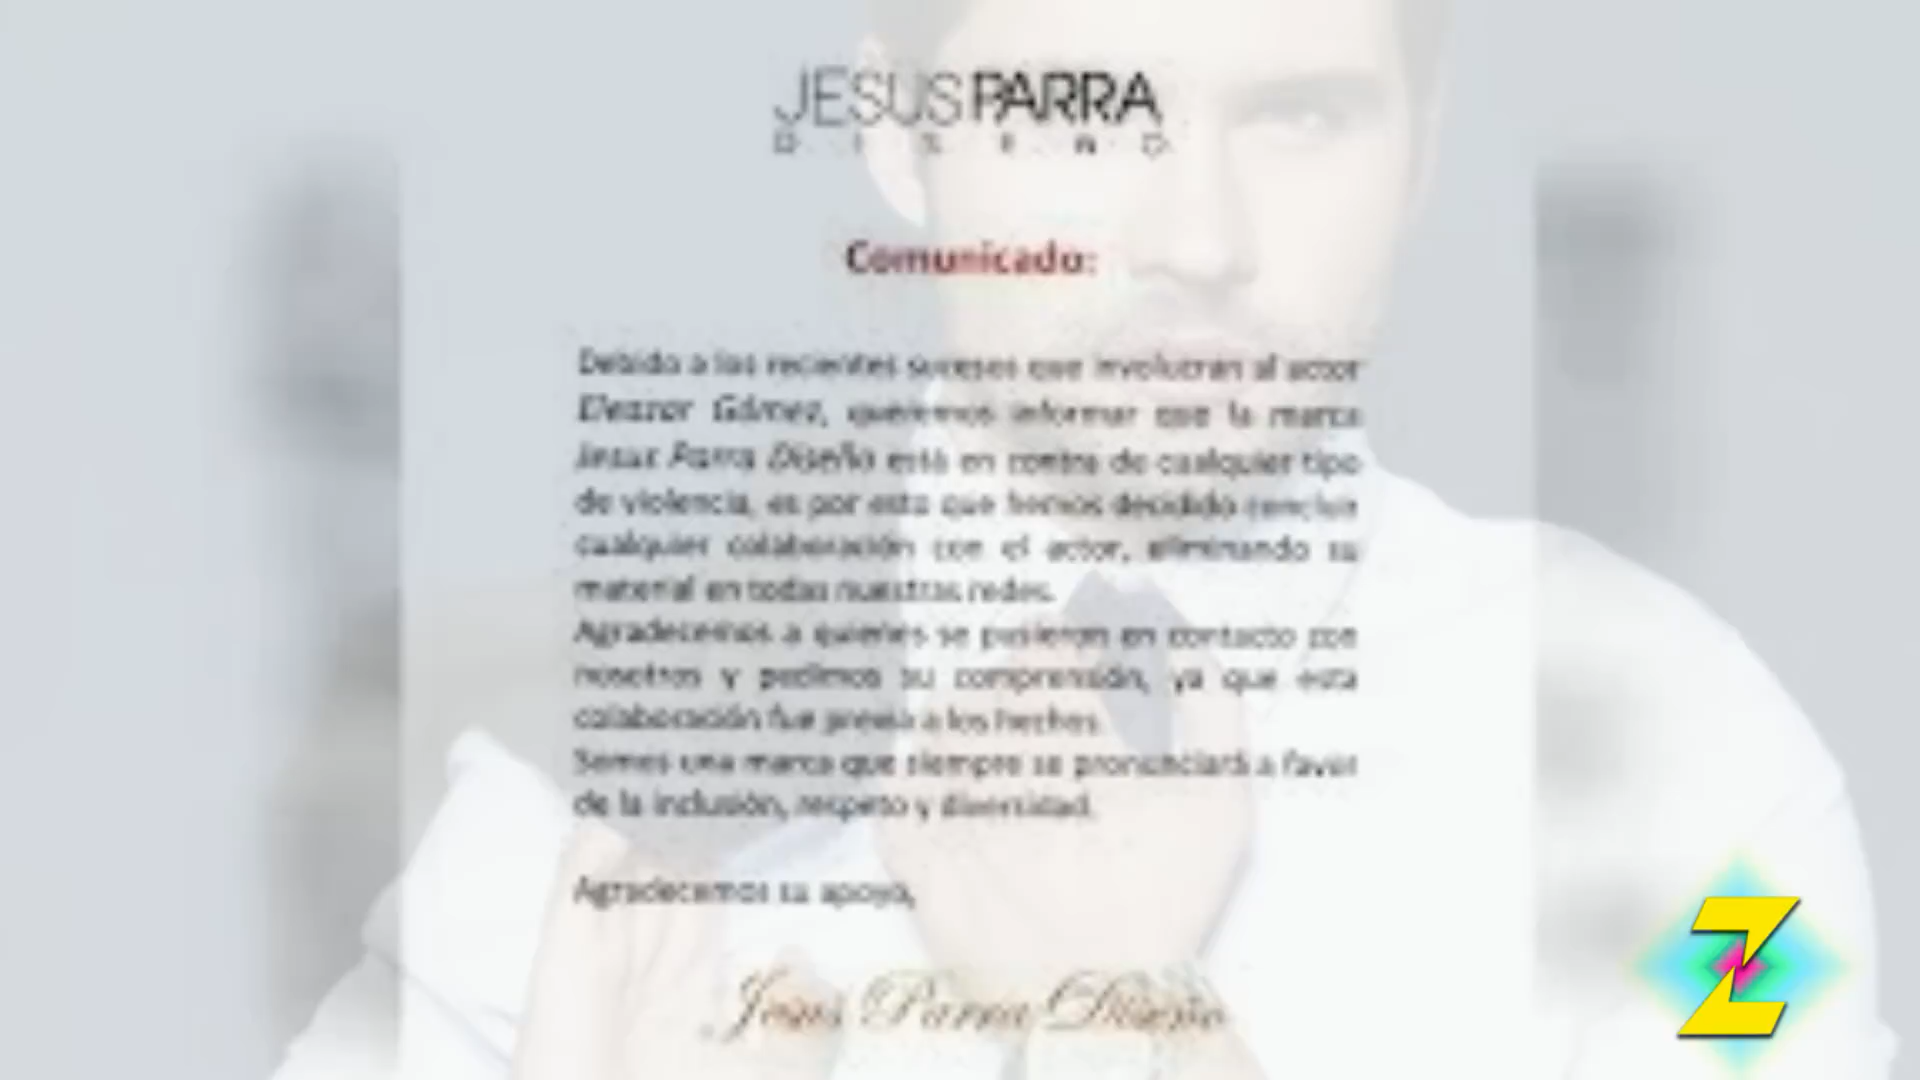 JESUSPARRA
DISEÑO
Comunicado:
Debido a los recientes sucesos que involucran al actor
Eleazar Gómez, queremos informar que la marca
Jesus Parra Diseño está en contra de cualquier tipo
de violencia, es por esto que hemos decidido concluir
cualquier colaboración con el actor, eliminando su
material en todas nuestras redes.
Agradecemos a quienes se pusieron en contacto con
nosotros y pedimos su comprensión, ya que esta
colaboración fue previa a los hechos.
Somos una marca que siempre se pronunciará a favor
de la inclusión, respeto y diversidad.
Agradecemos su apoyo,
Jesus Parra Diseño
Z